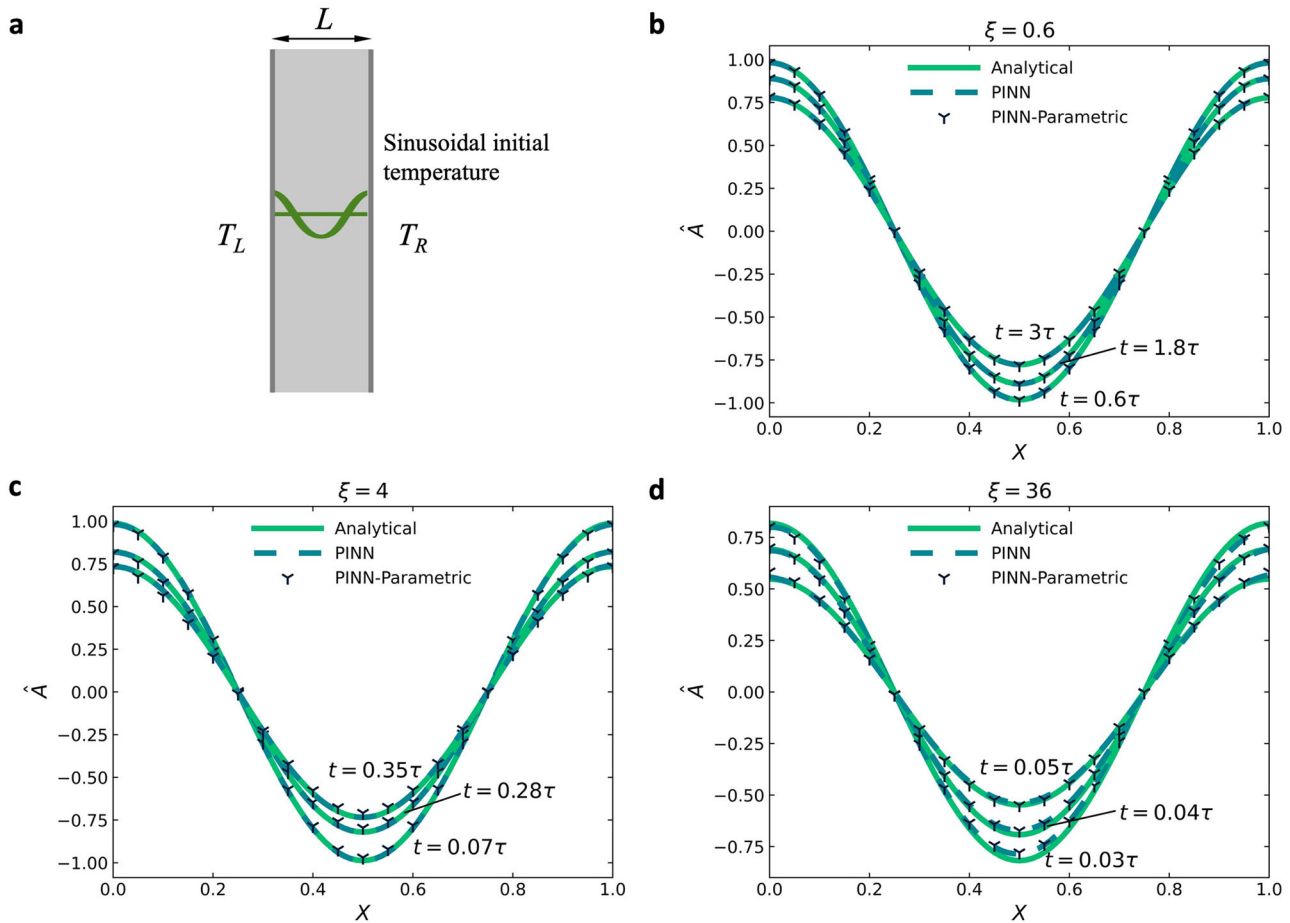 a
L
Sinusoidal initial
temperature
T_L
T_R
b
ξ = 0.6
Analytical
PINN
PINN-Parametric
1.00
0.75
0.50
0.25
0.00
−0.25
−0.50
−0.75
−1.00
Â
t = 3τ
t = 1.8τ
t = 0.6τ
0.0 0.2 0.4 0.6 0.8 1.0
X
c
ξ = 4
Analytical
PINN
PINN-Parametric
1.00
0.75
0.50
0.25
0.00
−0.25
−0.50
−0.75
−1.00
Â
t = 0.35τ
t = 0.28τ
t = 0.07τ
0.0 0.2 0.4 0.6 0.8 1.0
X
d
ξ = 36
Analytical
PINN
PINN-Parametric
0.75
0.50
0.25
0.00
−0.25
−0.50
−0.75
Â
t = 0.05τ
t = 0.04τ
t = 0.03τ
0.0 0.2 0.4 0.6 0.8 1.0
X